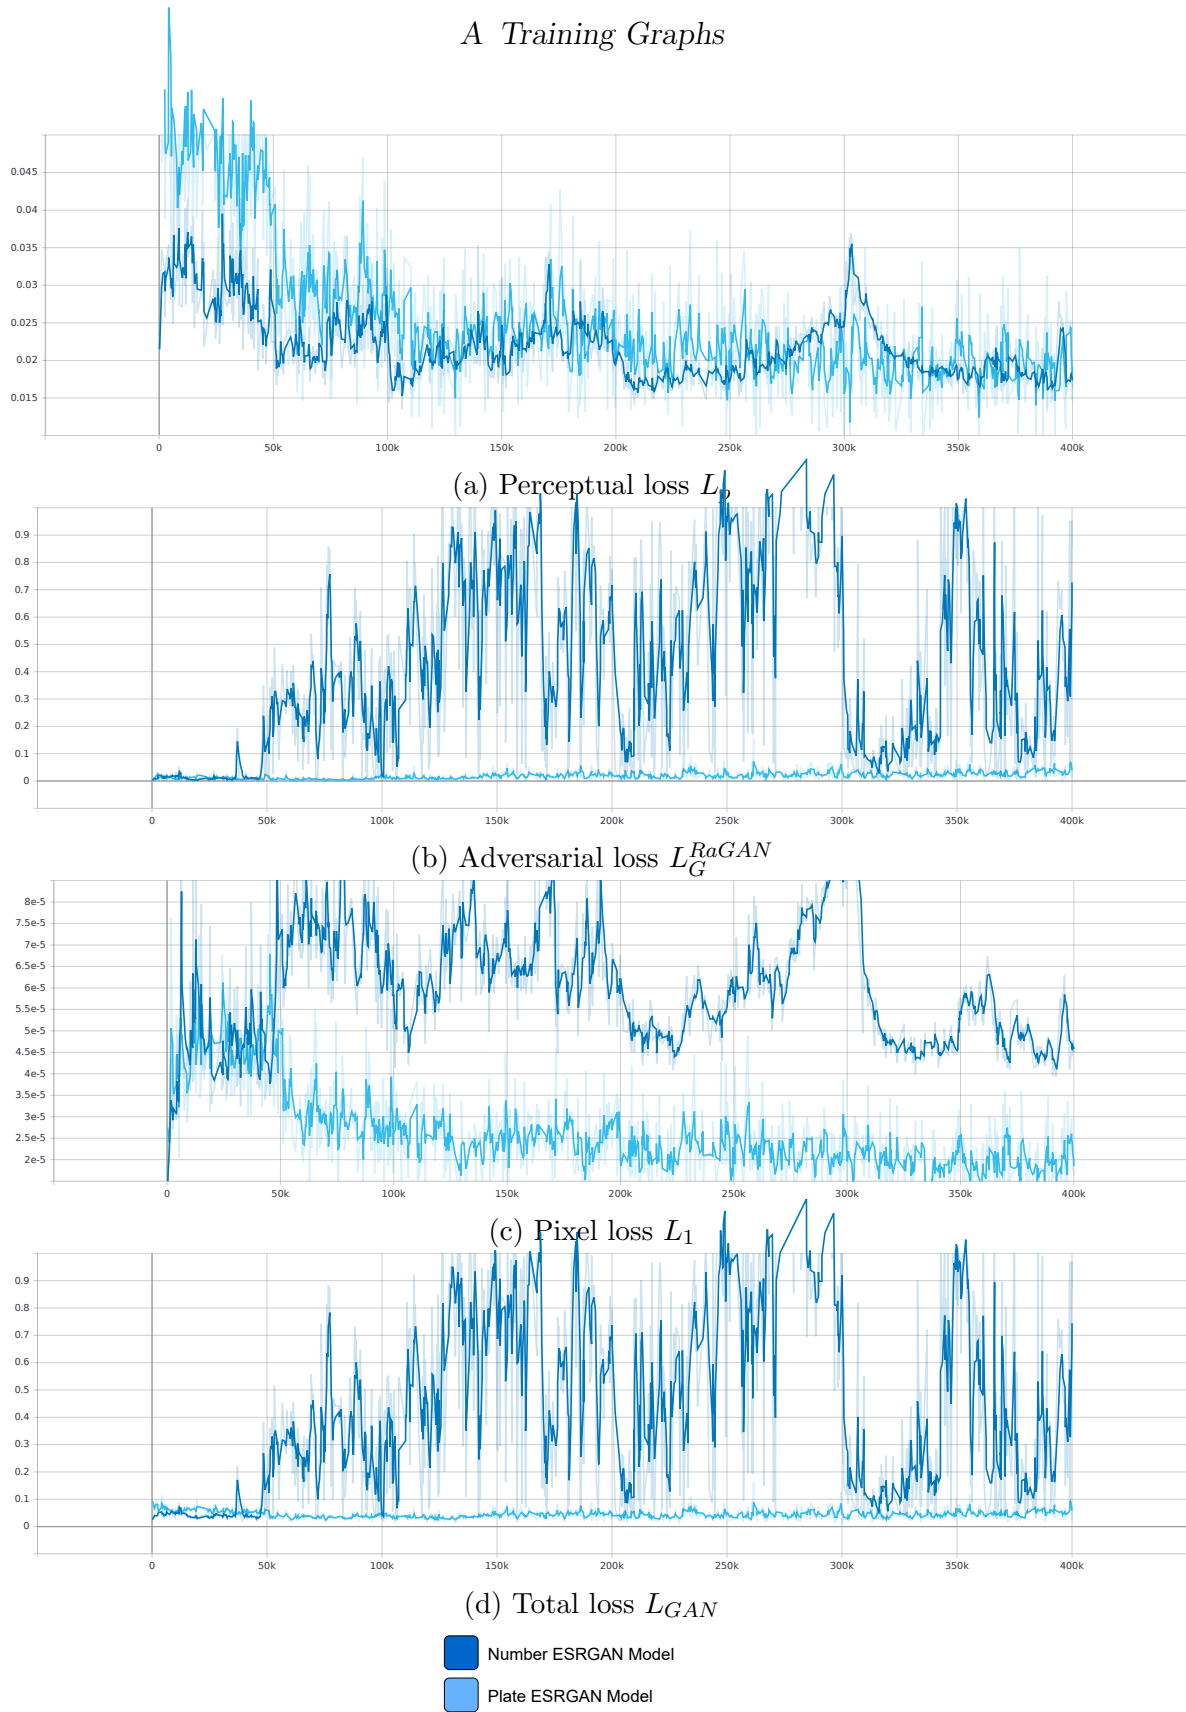 A Training Graphs
0.045
0.04
0.035
0.03
0.025
0.02
0.015
0 50k 100k 150k 200k 250k 300k 350k 400k
(a) Perceptual loss L_p
0.9
0.8
0.7
0.6
0.5
0.4
0.3
0.2
0.1
0
0 50k 100k 150k 200k 250k 300k 350k 400k
(b) Adversarial loss L_G^{RaGAN}
8e-5
7.5e-5
7e-5
6.5e-5
6e-5
5.5e-5
5e-5
4.5e-5
4e-5
3.5e-5
3e-5
2.5e-5
2e-5
0 50k 100k 150k 200k 250k 300k 350k 400k
(c) Pixel loss L_1
0.9
0.8
0.7
0.6
0.5
0.4
0.3
0.2
0.1
0
0 50k 100k 150k 200k 250k 300k 350k 400k
(d) Total loss L_{GAN}
Number ESRGAN Model
Plate ESRGAN Model